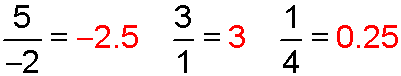 5/−2 = −2.5   3/1 = 3   1/4 = 0.25